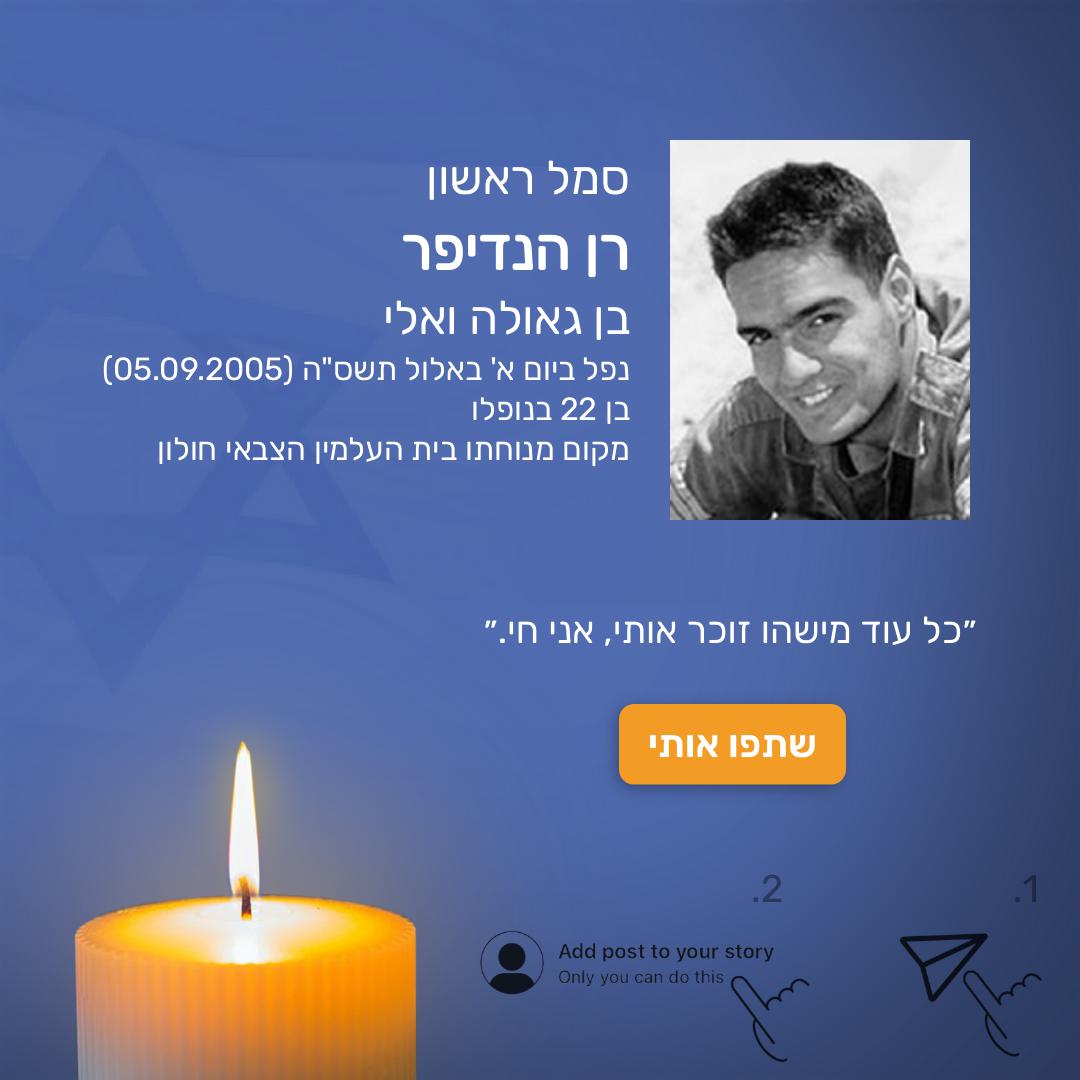 סמל ראשון
רן הנדיפר
בן גאולה ואלי
נפל ביום א' באלול תשס"ה (05.09.2005)
בן 22 בנופלו
מקום מנוחתו בית העלמין הצבאי חולון
״כל עוד מישהו זוכר אותי, אני חי.״
שתפו אותי
.1
.2
Add post to your story
Only you can do this